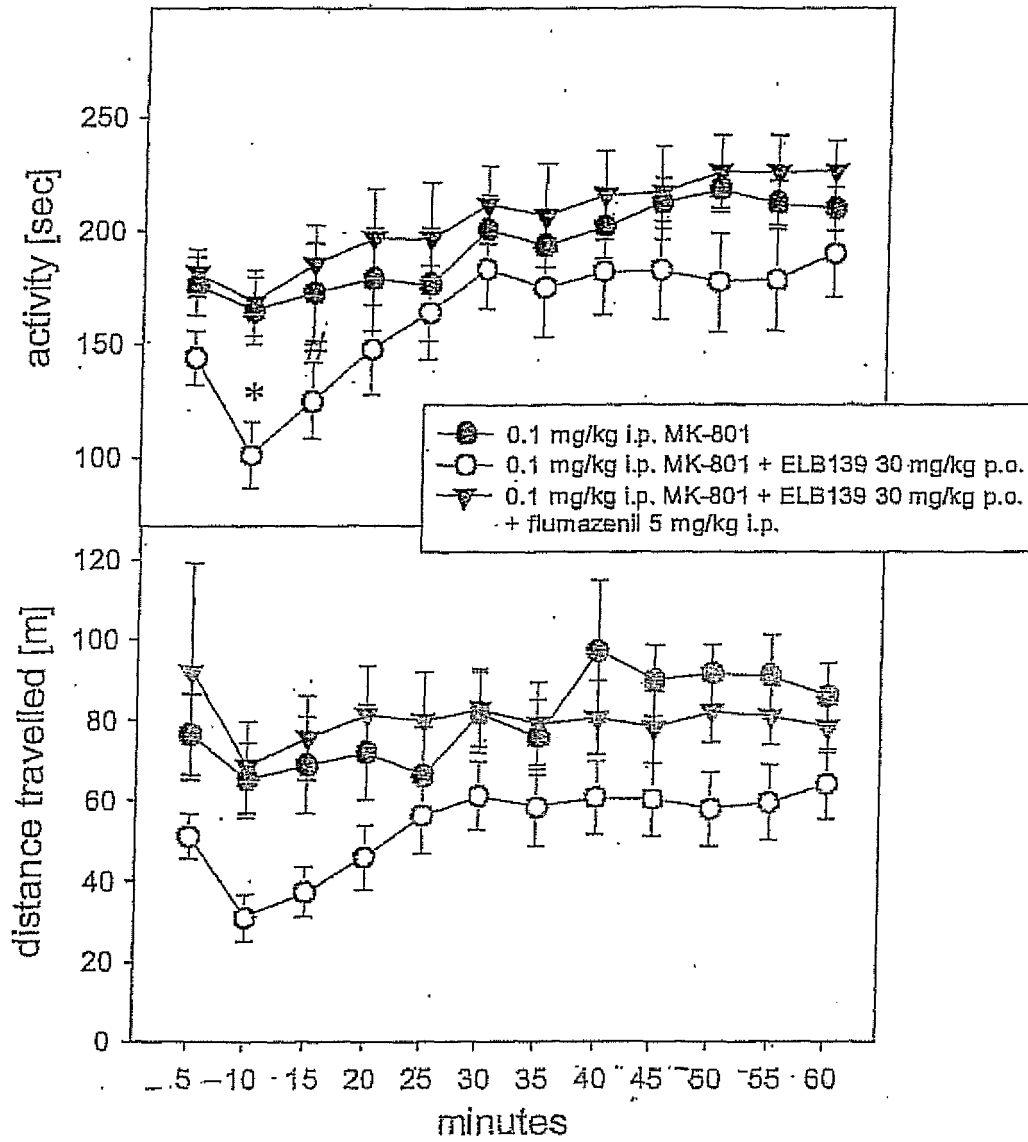 activity [sec]
250
200
150
100
*
#
0.1 mg/kg i.p. MK-801
0.1 mg/kg i.p. MK-801 + ELB139 30 mg/kg p.o.
0.1 mg/kg i.p. MK-801 + ELB139 30 mg/kg p.o.
+ flumazenil 5 mg/kg i.p.
distance travelled [m]
120
100
80
60
40
20
0
5 10 15 20 25 30 35 40 45 50 55 60
minutes